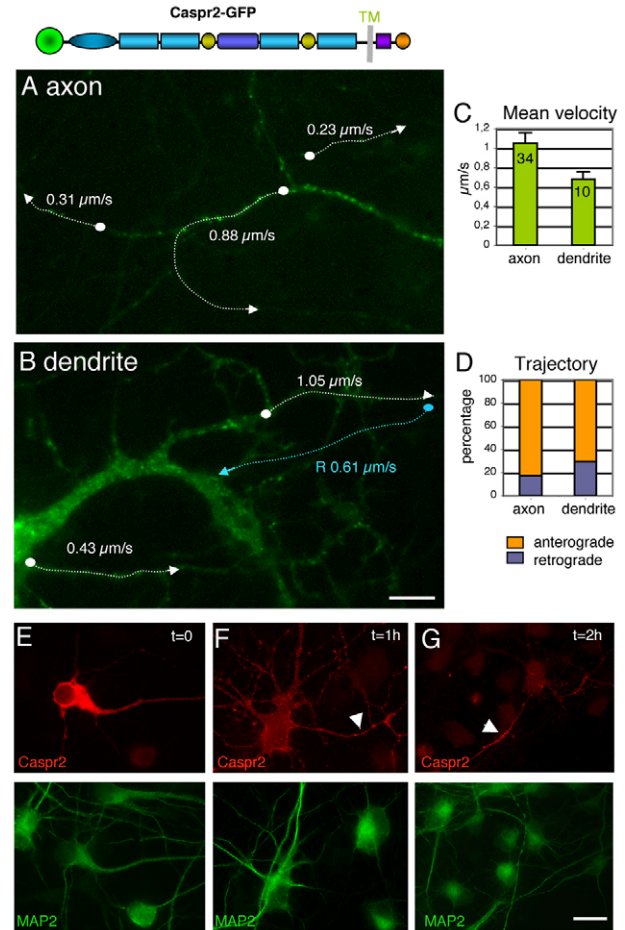 Caspr2-GFP
TM
A axon
0.23 µm/s
0.31 µm/s
0.88 µm/s
C Mean velocity
µm/s
1,2
1
0,8
0,6
0,4
0,2
0
34
10
axon dendrite
B dendrite
1.05 µm/s
R 0.61 µm/s
0.43 µm/s
D Trajectory
percentage
100
80
60
40
20
0
axon dendrite
anterograde
retrograde
E t=0
Caspr2
F t=1h
Caspr2
G t=2h
Caspr2
MAP2
MAP2
MAP2